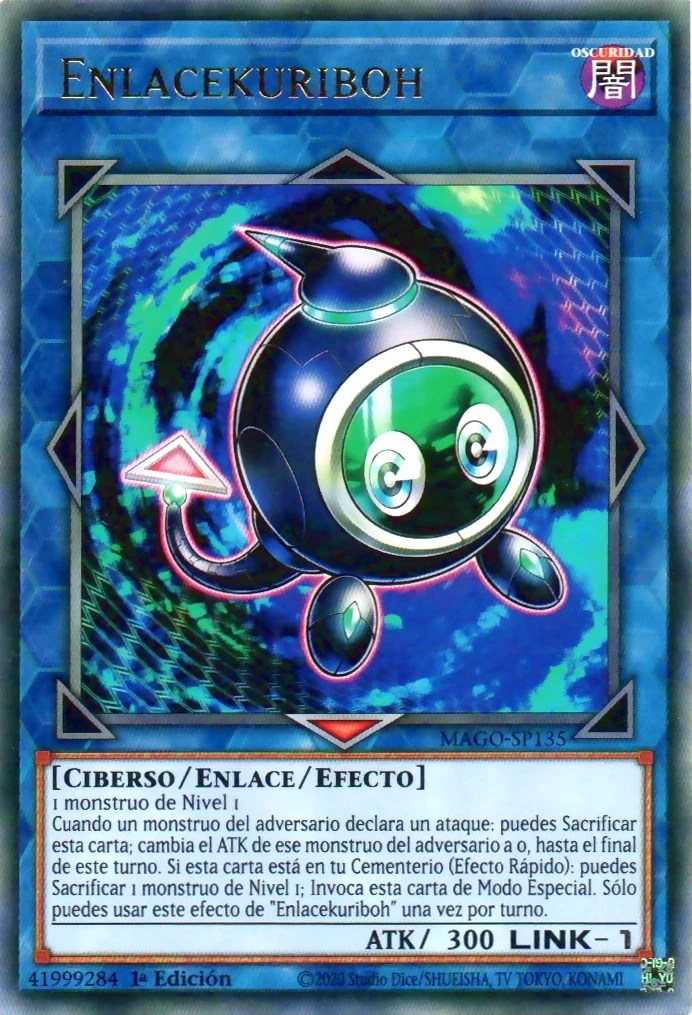 OSCURIDAD
ENLACEKURIBOH
闇
MAGO-SP135
[CIBERSO/ENLACE/EFECTO]
1 monstruo de Nivel 1
Cuando un monstruo del adversario declara un ataque: puedes Sacrificar
esta carta; cambia el ATK de ese monstruo del adversario a 0, hasta el final
de este turno. Si esta carta está en tu Cementerio (Efecto Rápido): puedes
Sacrificar 1 monstruo de Nivel 1; Invoca esta carta de Modo Especial. Sólo
puedes usar este efecto de "Enlacekuriboh" una vez por turno.
ATK/ 300 LINK-1
41999284 1ª Edición ©2020 Studio Dice/SHUEISHA, TV TOKYO, KONAMI